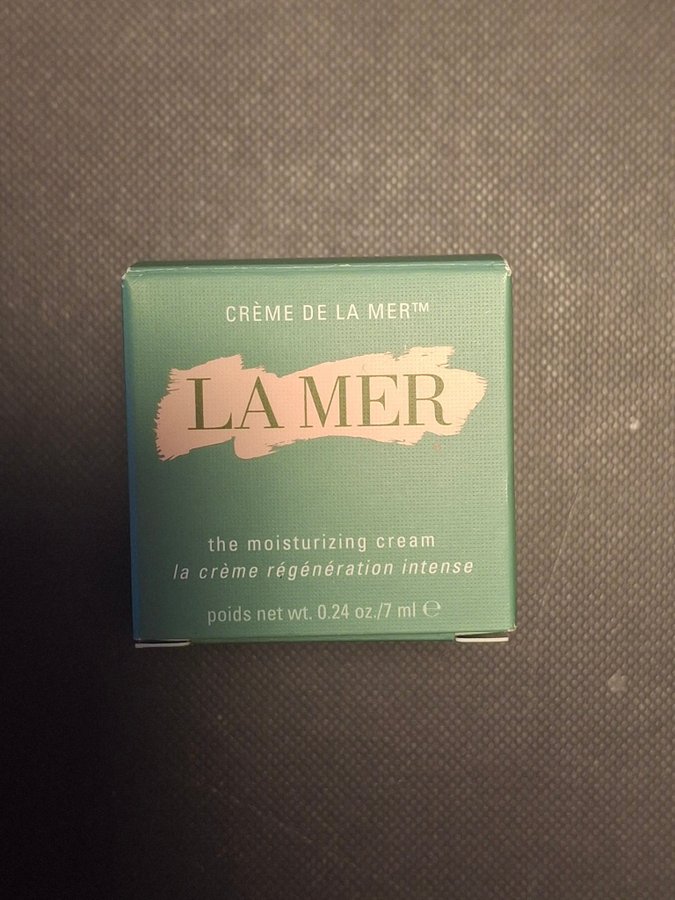 CRÈME DE LA MER™
LA MER
the moisturizing cream
la crème régénération intense
poids net wt. 0.24 oz./7 ml ℮